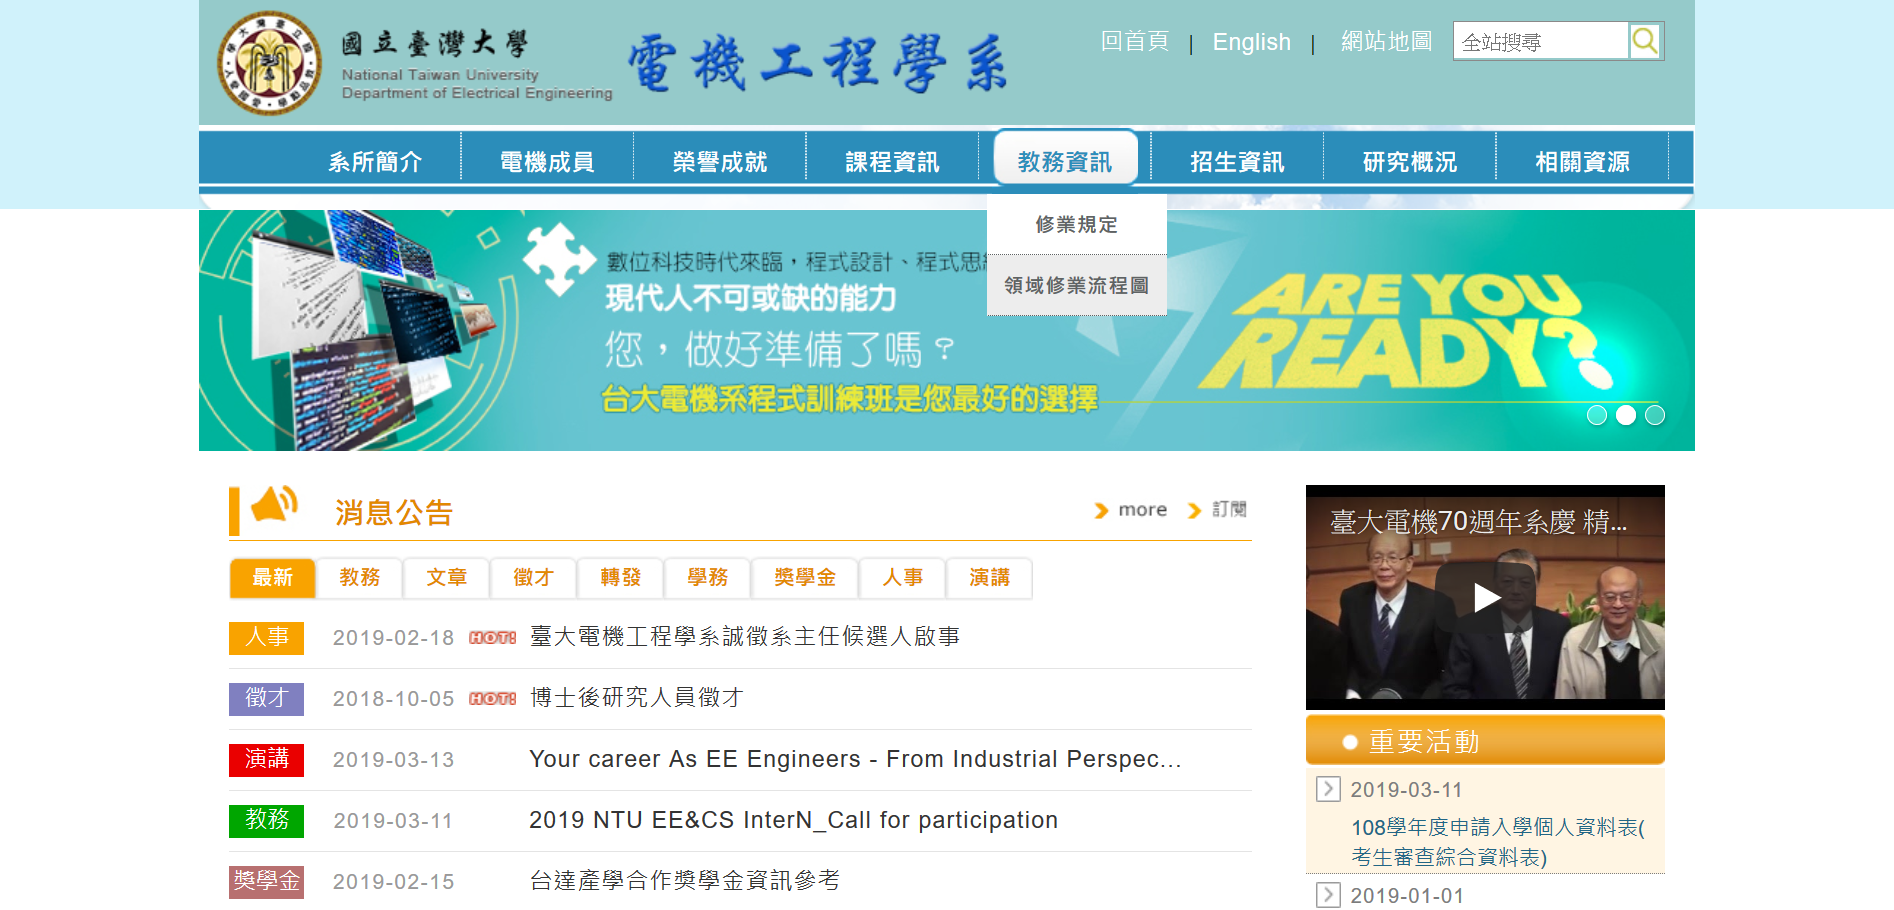 國立臺灣大學
National Taiwan University
Department of Electrical Engineering
電機工程學系
回首頁 | English | 網站地圖
全站搜尋
系所簡介 電機成員 榮譽成就 課程資訊 教務資訊 招生資訊 研究概況 相關資源
修業規定
領域修業流程圖
數位科技時代來臨，程式設計、程式思
現代人不可或缺的能力
您，做好準備了嗎？
台大電機系程式訓練班是您最好的選擇
ARE YOU
READY?
消息公告
more 訂閱
最新 教務 文章 徵才 轉發 學務 獎學金 人事 演講
人事 2019-02-18 HOT! 臺大電機工程學系誠徵系主任候選人啟事
徵才 2018-10-05 HOT! 博士後研究人員徵才
演講 2019-03-13 Your career As EE Engineers - From Industrial Perspec...
教務 2019-03-11 2019 NTU EE&CS InterN_Call for participation
獎學金 2019-02-15 台達產學合作獎學金資訊參考
臺大電機70週年系慶 精...
重要活動
2019-03-11
108學年度申請入學個人資料表(
考生審查綜合資料表)
2019-01-01